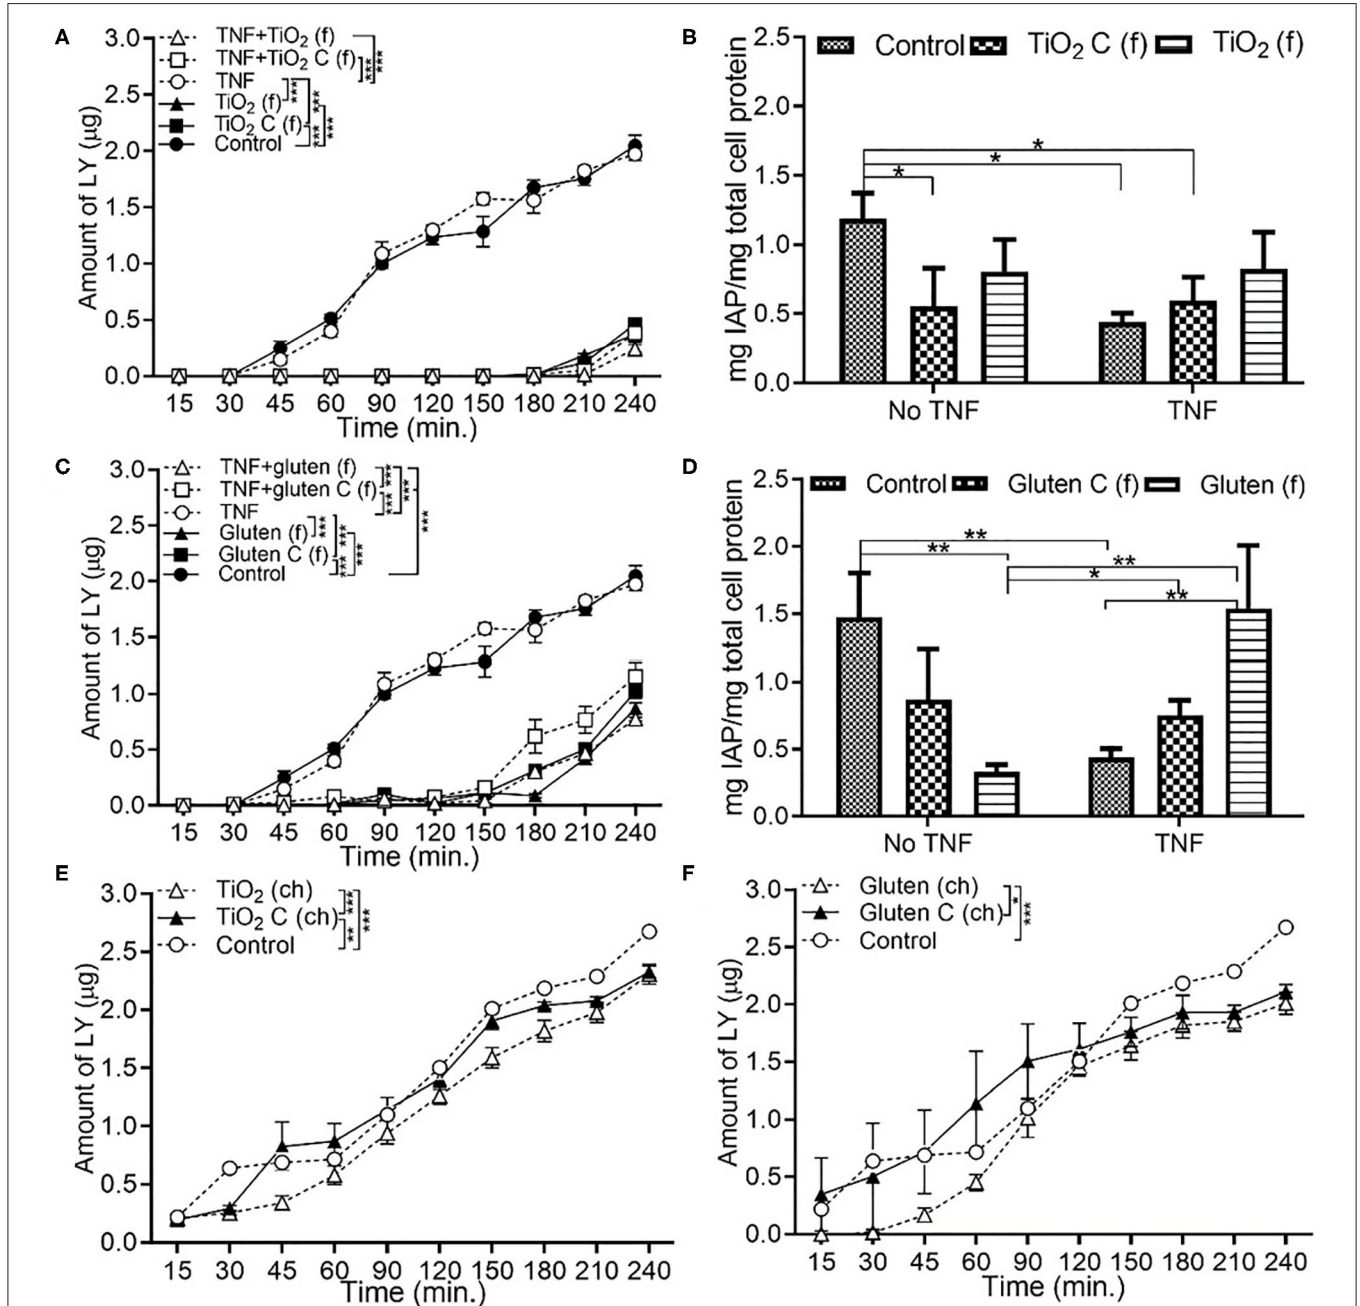 A
TNF+TiO2 (f)
TNF+TiO2 C (f)
TNF
TiO2 (f)
TiO2 C (f)
Control
*** *** *** *** *** ***
Amount of LY (μg)
3.0
2.5
2.0
1.5
1.0
0.5
0.0
15 30 45 60 90 120 150 180 210 240
Time (min.)
B
Control TiO2 C (f) TiO2 (f)
mg IAP/mg total cell protein
2.5
2.0
1.5
1.0
0.5
0.0
*
*
*
No TNF TNF
C
TNF+gluten (f)
TNF+gluten C (f)
TNF
Gluten (f)
Gluten C (f)
Control
*** *** *** *** *** *** *** ***
Amount of LY (μg)
3.0
2.5
2.0
1.5
1.0
0.5
0.0
15 30 45 60 90 120 150 180 210 240
Time (min.)
D
Control Gluten C (f) Gluten (f)
mg IAP/mg total cell protein
2.5
2.0
1.5
1.0
0.5
0.0
**
**
**
*
**
No TNF TNF
E
TiO2 (ch)
TiO2 C (ch)
Control
*** ** ***
Amount of LY (μg)
3.0
2.5
2.0
1.5
1.0
0.5
0.0
15 30 45 60 90 120 150 180 210 240
Time (min.)
F
Gluten (ch)
Gluten C (ch)
Control
* ***
Amount of LY (μg)
3.0
2.5
2.0
1.5
1.0
0.5
0.0
15 30 45 60 90 120 150 180 210 240
Time (min.)